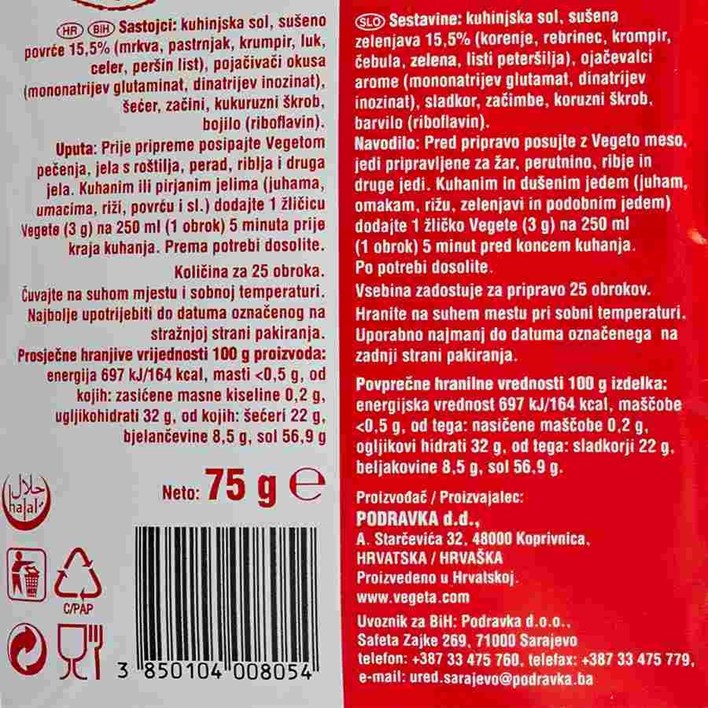 HR BIH Sastojci: kuhinjska sol, sušeno
povrće 15,5% (mrkva, pastrnjak, krumpir, luk,
celer, peršin list), pojačivači okusa
(mononatrijev glutaminat, dinatrijev inozinat),
šećer, začini, kukuruzni škrob,
bojilo (riboflavin).
Uputa: Prije pripreme posipajte Vegetom
pečenja, jela s roštilja, perad, riblja i druga
jela. Kuhanim ili pirjanim jelima (juhama,
umacima, riži, povrću i sl.) dodajte 1 žličicu
Vegete (3 g) na 250 ml (1 obrok) 5 minuta prije
kraja kuhanja. Prema potrebi dosolite.
Količina za 25 obroka.
Čuvajte na suhom mjestu i sobnoj temperaturi.
Najbolje upotrijebiti do datuma označenog na
stražnjoj strani pakiranja.
Prosječne hranjive vrijednosti 100 g proizvoda:
energija 697 kJ/164 kcal, masti <0,5 g, od
kojih: zasićene masne kiseline 0,2 g,
ugljikohidrati 32 g, od kojih: šećeri 22 g,
bjelančevine 8,5 g, sol 56,9 g
حلال
halal
Neto: 75 g e
C/PAP
3 850104 008054
SLO Sestavine: kuhinjska sol, sušena
zelenjava 15,5% (korenje, rebrinec, krompir,
čebula, zelena, listi peteršilja), ojačevalci
arome (mononatrijev glutamat, dinatrijev
inozinat), sladkor, začimbe, koruzni škrob,
barvilo (riboflavin).
Navodilo: Pred pripravo posujte z Vegeto meso,
jedi pripravljene za žar, perutnino, ribje in
druge jedi. Kuhanim in dušenim jedem (juham,
omakam, rižu, zelenjavi in podobnim jedem)
dodajte 1 žličko Vegete (3 g) na 250 ml
(1 obrok) 5 minut pred koncem kuhanja.
Po potrebi dosolite.
Vsebina zadostuje za pripravo 25 obrokov.
Hranite na suhem mestu pri sobni temperaturi.
Uporabno najmanj do datuma označenega na
zadnji strani pakiranja.
Povprečne hranilne vrednosti 100 g izdelka:
energijska vrednost 697 kJ/164 kcal, maščobe
<0,5 g, od tega: nasičene maščobe 0,2 g,
ogljikovi hidrati 32 g, od tega: sladkorji 22 g,
beljakovine 8,5 g, sol 56,9 g.
Proizvođač / Proizvajalec:
PODRAVKA d.d.,
A. Starčevića 32, 48000 Koprivnica,
HRVATSKA / HRVAŠKA
Proizvedeno u Hrvatskoj.
www.vegeta.com
Uvoznik za BiH: Podravka d.o.o.,
Safeta Zajke 269, 71000 Sarajevo
telefon: +387 33 475 760, telefax: +387 33 475 779,
e-mail: ured.sarajevo@podravka.ba